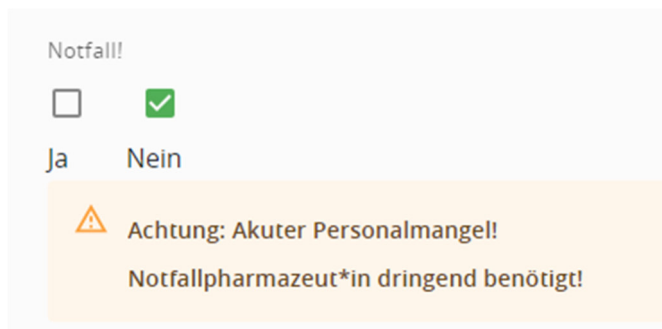 Notfall!
Ja Nein
Achtung: Akuter Personalmangel!
Notfallpharmazeut*in dringend benötigt!